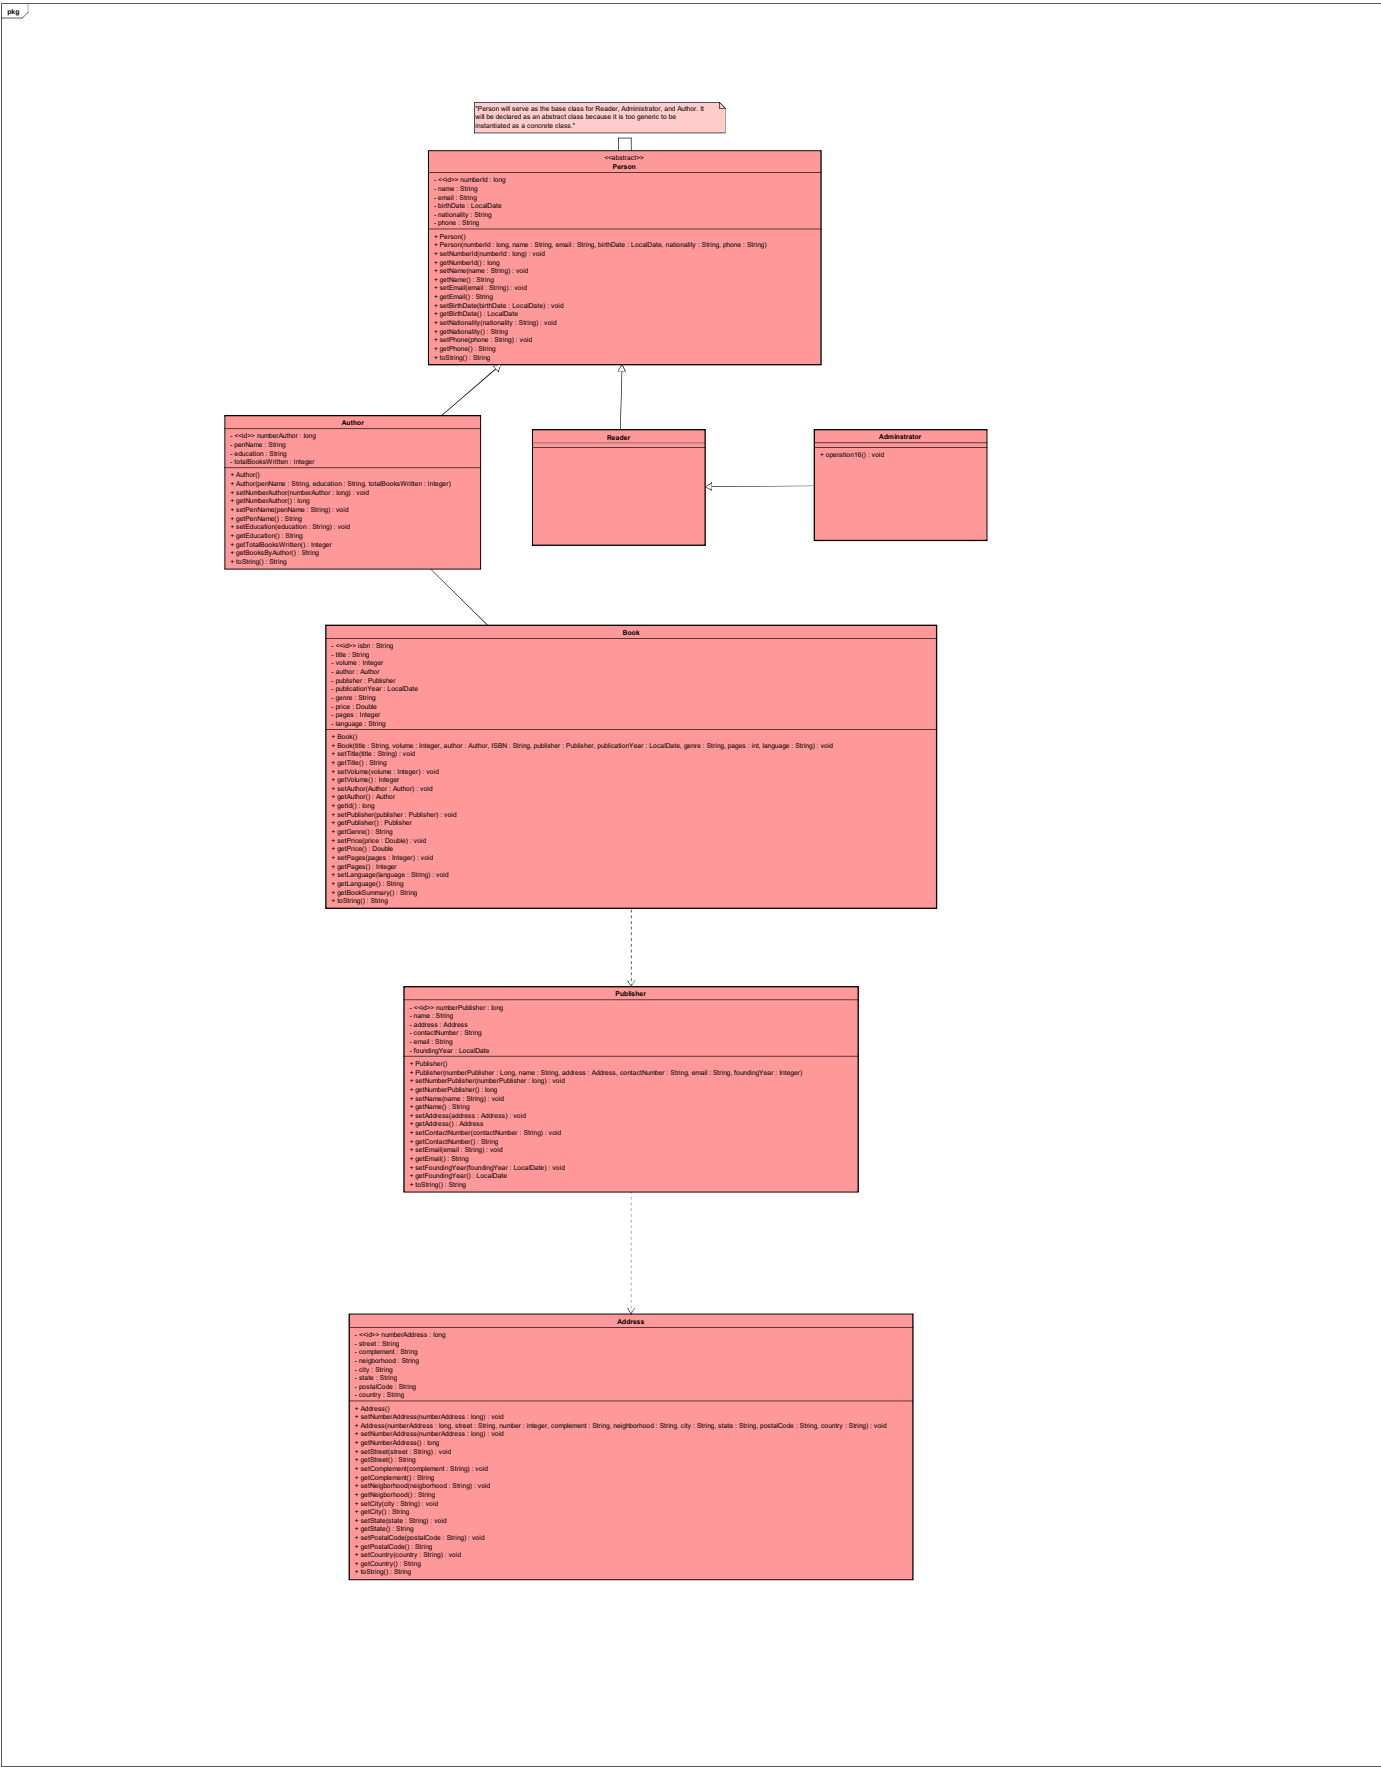 pkg
"Person will serve as the base class for Reader, Administrator, and Author. It
will be declared as an abstract class because it is too generic to be
instantiated as a concrete class."
<<abstract>>
Person
- <<id>> numberId : long
- name : String
- email : String
- birthDate : LocalDate
- nationality : String
- phone : String
+ Person()
+ Person(numberId : long, name : String, email : String, birthDate : LocalDate, nationality : String, phone : String)
+ setNumberId(numberId : long) : void
+ getNumberId() : long
+ setName(name : String) : void
+ getName() : String
+ setEmail(email : String) : void
+ getEmail() : String
+ setBirthDate(birthDate : LocalDate) : void
+ getBirthDate() : LocalDate
+ setNationality(nationality : String) : void
+ getNationality() : String
+ setPhone(phone : String) : void
+ getPhone() : String
+ toString() : String
Author
- <<id>> numberAuthor : long
- penName : String
- education : String
- totalBooksWritten : Integer
+ Author()
+ Author(penName : String, education : String, totalBooksWritten : Integer)
+ setNumberAuthor(numberAuthor : long) : void
+ getNumberAuthor() : long
+ setPenName(penName : String) : void
+ getPenName() : String
+ setEducation(education : String) : void
+ getEducation() : String
+ getTotalBooksWritten() : Integer
+ getBooksByAuthor() : String
+ toString() : String
Reader
Adminstrator
+ operation16() : void
Book
- <<id>> isbn : String
- title : String
- volume : Integer
- author : Author
- publisher : Publisher
- publicationYear : LocalDate
- genre : String
- price : Double
- pages : Integer
- language : String
+ Book()
+ Book(title : String, volume : Integer, author : Author, ISBN : String, publisher : Publisher, publicationYear : LocalDate, genre : String, pages : int, language : String) : void
+ setTitle(title : String) : void
+ getTitle() : String
+ setVolume(volume : Integer) : void
+ getVolume() : Integer
+ setAuthor(Author : Author) : void
+ getAuthor() : Author
+ getId() : long
+ setPublisher(publisher : Publisher) : void
+ getPublisher() : Publisher
+ getGenre() : String
+ setPrice(price : Double) : void
+ getPrice() : Double
+ setPages(pages : Integer) : void
+ getPages() : Integer
+ setLanguage(language : String) : void
+ getLanguage() : String
+ getBookSummary() : String
+ toString() : String
Publisher
- <<id>> numberPublisher : long
- name : String
- address : Address
- contactNumber : String
- email : String
- foundingYear : LocalDate
+ Publisher()
+ Publisher(numberPublisher : Long, name : String, address : Address, contactNumber : String, email : String, foundingYear : Integer)
+ setNumberPublisher(numberPublisher : long) : void
+ getNumberPublisher() : long
+ setName(name : String) : void
+ getName() : String
+ setAddress(address : Address) : void
+ getAddress() : Address
+ setContactNumber(contactNumber : String) : void
+ getContactNumber() : String
+ setEmail(email : String) : void
+ getEmail() : String
+ setFoundingYear(foundingYear : LocalDate) : void
+ getFoundingYear() : LocalDate
+ toString() : String
Address
- <<id>> numberAddress : long
- street : String
- complement : String
- neigborhood : String
- city : String
- state : String
- postalCode : String
- country : String
+ Address()
+ setNumberAddress(numberAddress : long) : void
+ Address(numberAddress : long, street : String, number : integer, complement : String, neighborhood : String, city : String, state : String, postalCode : String, country : String) : void
+ setNumberAddress(numberAddress : long) : void
+ getNumberAddress() : long
+ setStreet(street : String) : void
+ getStreet() : String
+ setComplement(complement : String) : void
+ getComplement() : String
+ setNeigborhood(neigborhood : String) : void
+ getNeigborhood() : String
+ setCity(city : String) : void
+ getCity() : String
+ setState(state : String) : void
+ getState() : String
+ setPostalCode(postalCode : String) : void
+ getPostalCode() : String
+ setCountry(country : String) : void
+ getCountry() : String
+ toString() : String